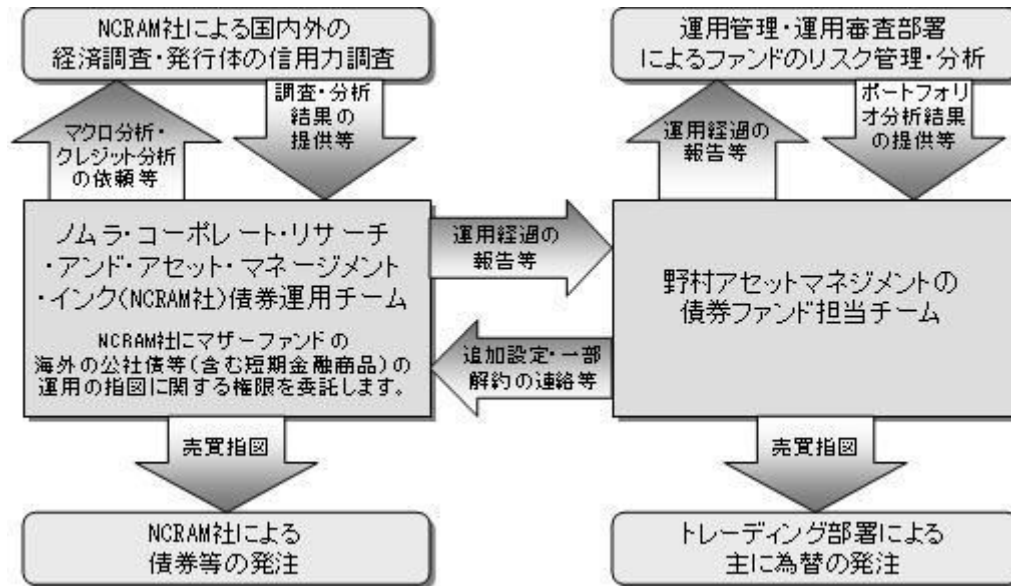 NCRAM社による国内外の
経済調査・発行体の信用力調査
運用管理・運用審査部署
によるファンドのリスク管理・分析
マクロ分析・
クレジット分析
の依頼等
調査・分析
結果の
提供等
運用経過の
報告等
ポートフォリ
オ分析結果
の提供等
ノムラ・コーポレート・リサーチ
・アンド・アセット・マネージメント
・インク(NCRAM社)債券運用チーム
NCRAM社にマザーファンドの
海外の公社債等(含む短期金融商品)の
運用の指図に関する権限を委託します。
運用経過の
報告等
追加設定・一部
解約の連絡等
野村アセットマネジメントの
債券ファンド担当チーム
売買指図
売買指図
NCRAM社による
債券等の発注
トレーディング部署による
主に為替の発注